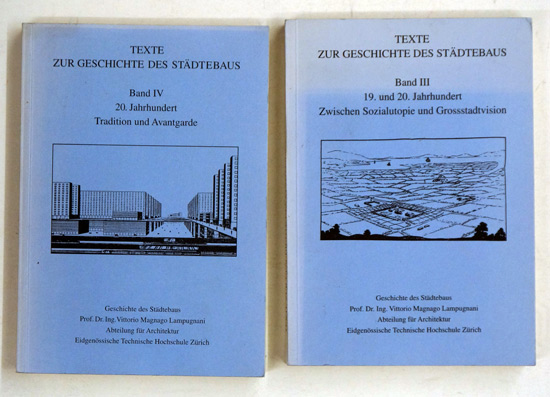 TEXTE
ZUR GESCHICHTE DES STÄDTEBAUS
Band IV
20. Jahrhundert
Tradition und Avantgarde
Geschichte des Städtebaus
Prof. Dr. Ing. Vittorio Magnago Lampugnani
Abteilung für Architektur
Eidgenössische Technische Hochschule Zürich
TEXTE
ZUR GESCHICHTE DES STÄDTEBAUS
Band III
19. und 20. Jahrhundert
Zwischen Sozialutopie und Grossstadtvision
Geschichte des Städtebaus
Prof. Dr. Ing. Vittorio Magnago Lampugnani
Abteilung für Architektur
Eidgenössische Technische Hochschule Zürich